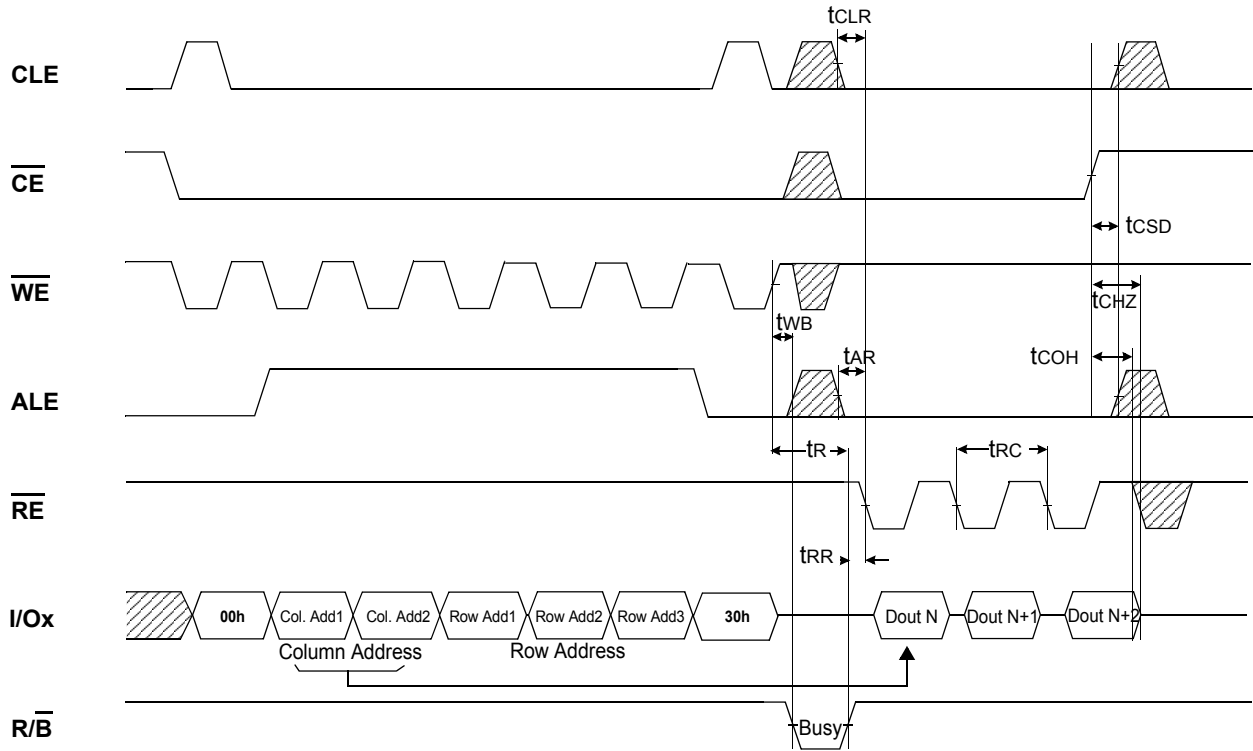 tCLR
CLE
CE
tCSD
WE
tCHZ
tWB
tCOH
tAR
ALE
tR
tRC
RE
tRR
I/Ox
00h Col. Add1 Col. Add2 Row Add1 Row Add2 Row Add3 30h Dout N Dout N+1 Dout N+2
Column Address Row Address
R/B
Busy